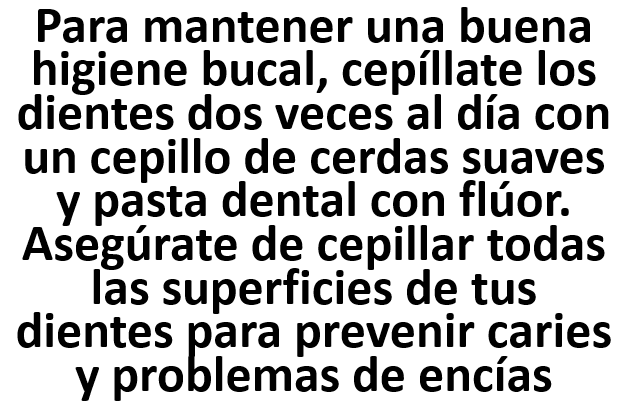 Para mantener una buena
higiene bucal, cepíllate los
dientes dos veces al día con
un cepillo de cerdas suaves
y pasta dental con flúor.
Asegúrate de cepillar todas
las superficies de tus
dientes para prevenir caries
y problemas de encías